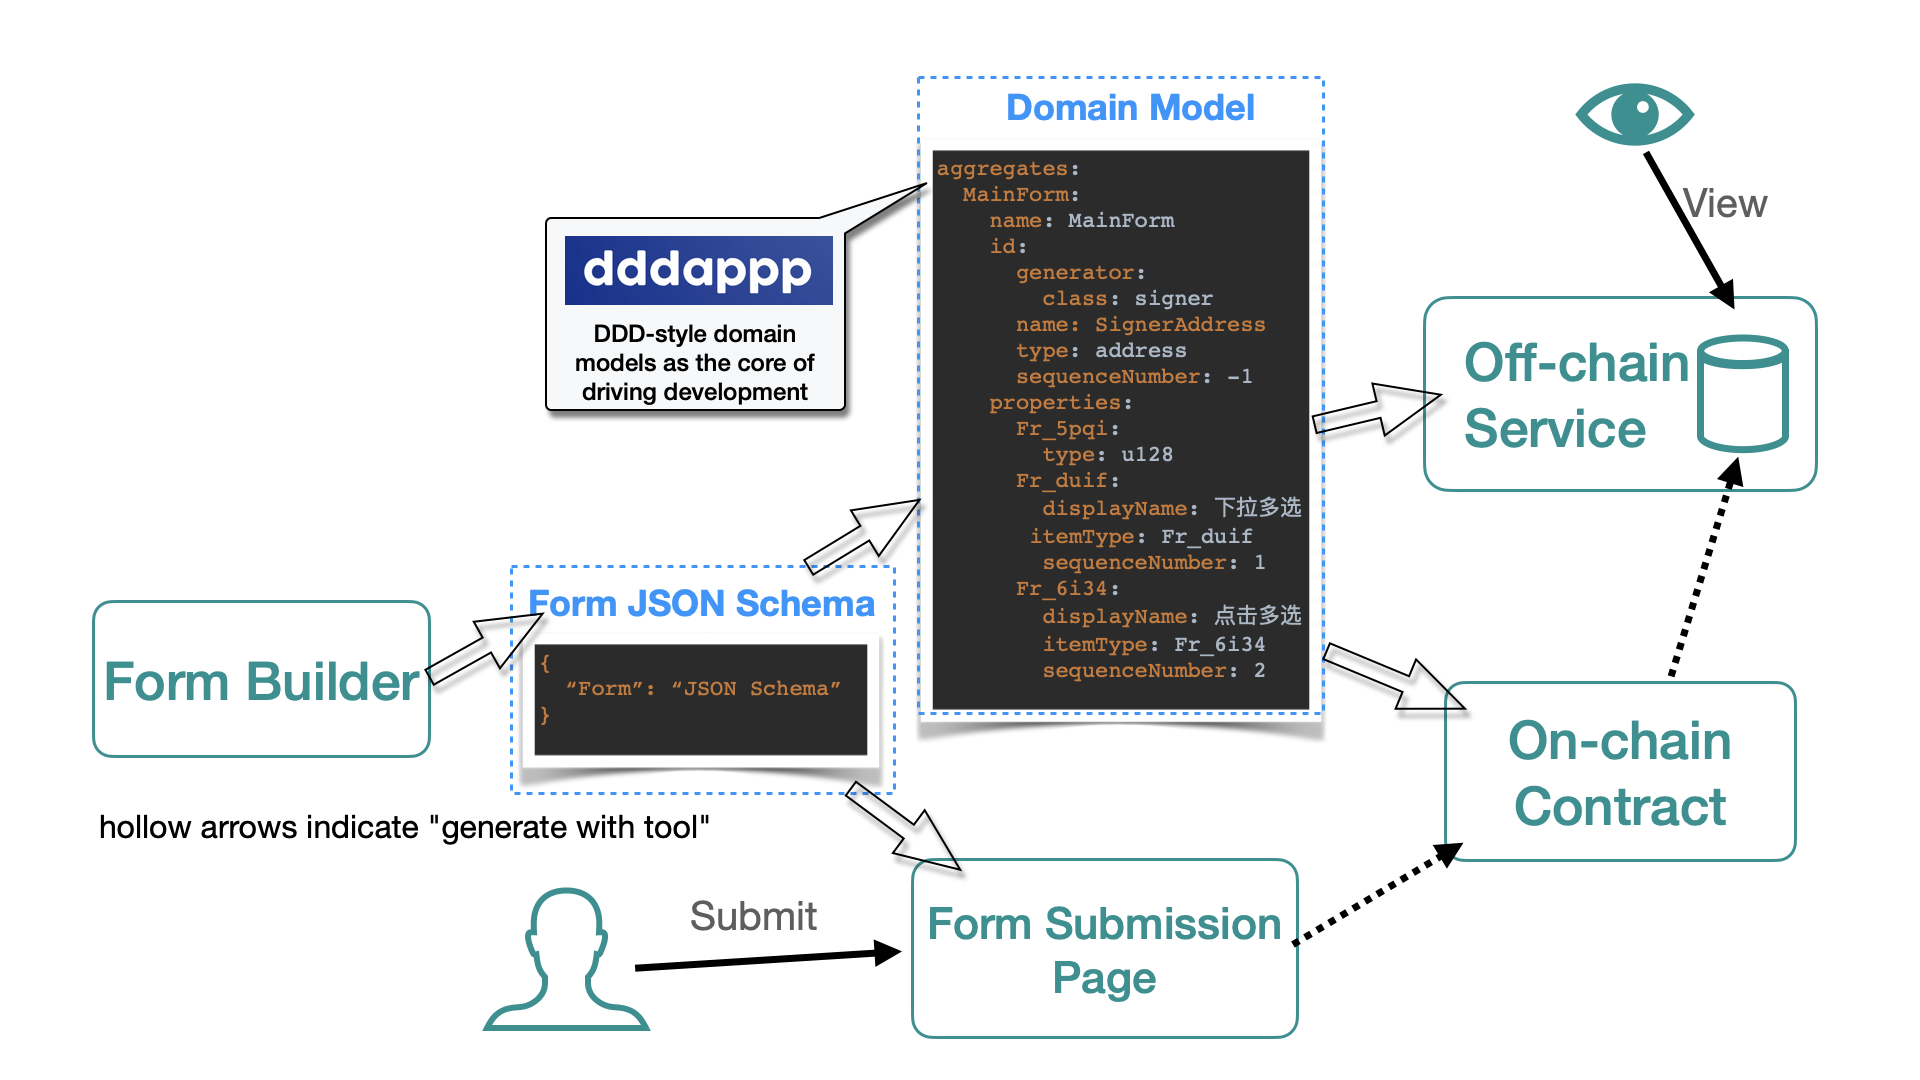 Domain Model
aggregates:
MainForm:
name: MainForm
id:
generator:
class: signer
name: SignerAddress
type: address
sequenceNumber: -1
properties:
Fr_5pqi:
type: u128
Fr_duif:
displayName: 下拉多选
itemType: Fr_duif
sequenceNumber: 1
Fr_6i34:
displayName: 点击多选
itemType: Fr_6i34
sequenceNumber: 2
dddappp
DDD-style domain
models as the core of
driving development
View
Off-chain
Service
Form JSON Schema
{
“Form”: “JSON Schema”
}
Form Builder
On-chain
Contract
hollow arrows indicate "generate with tool"
Submit
Form Submission
Page